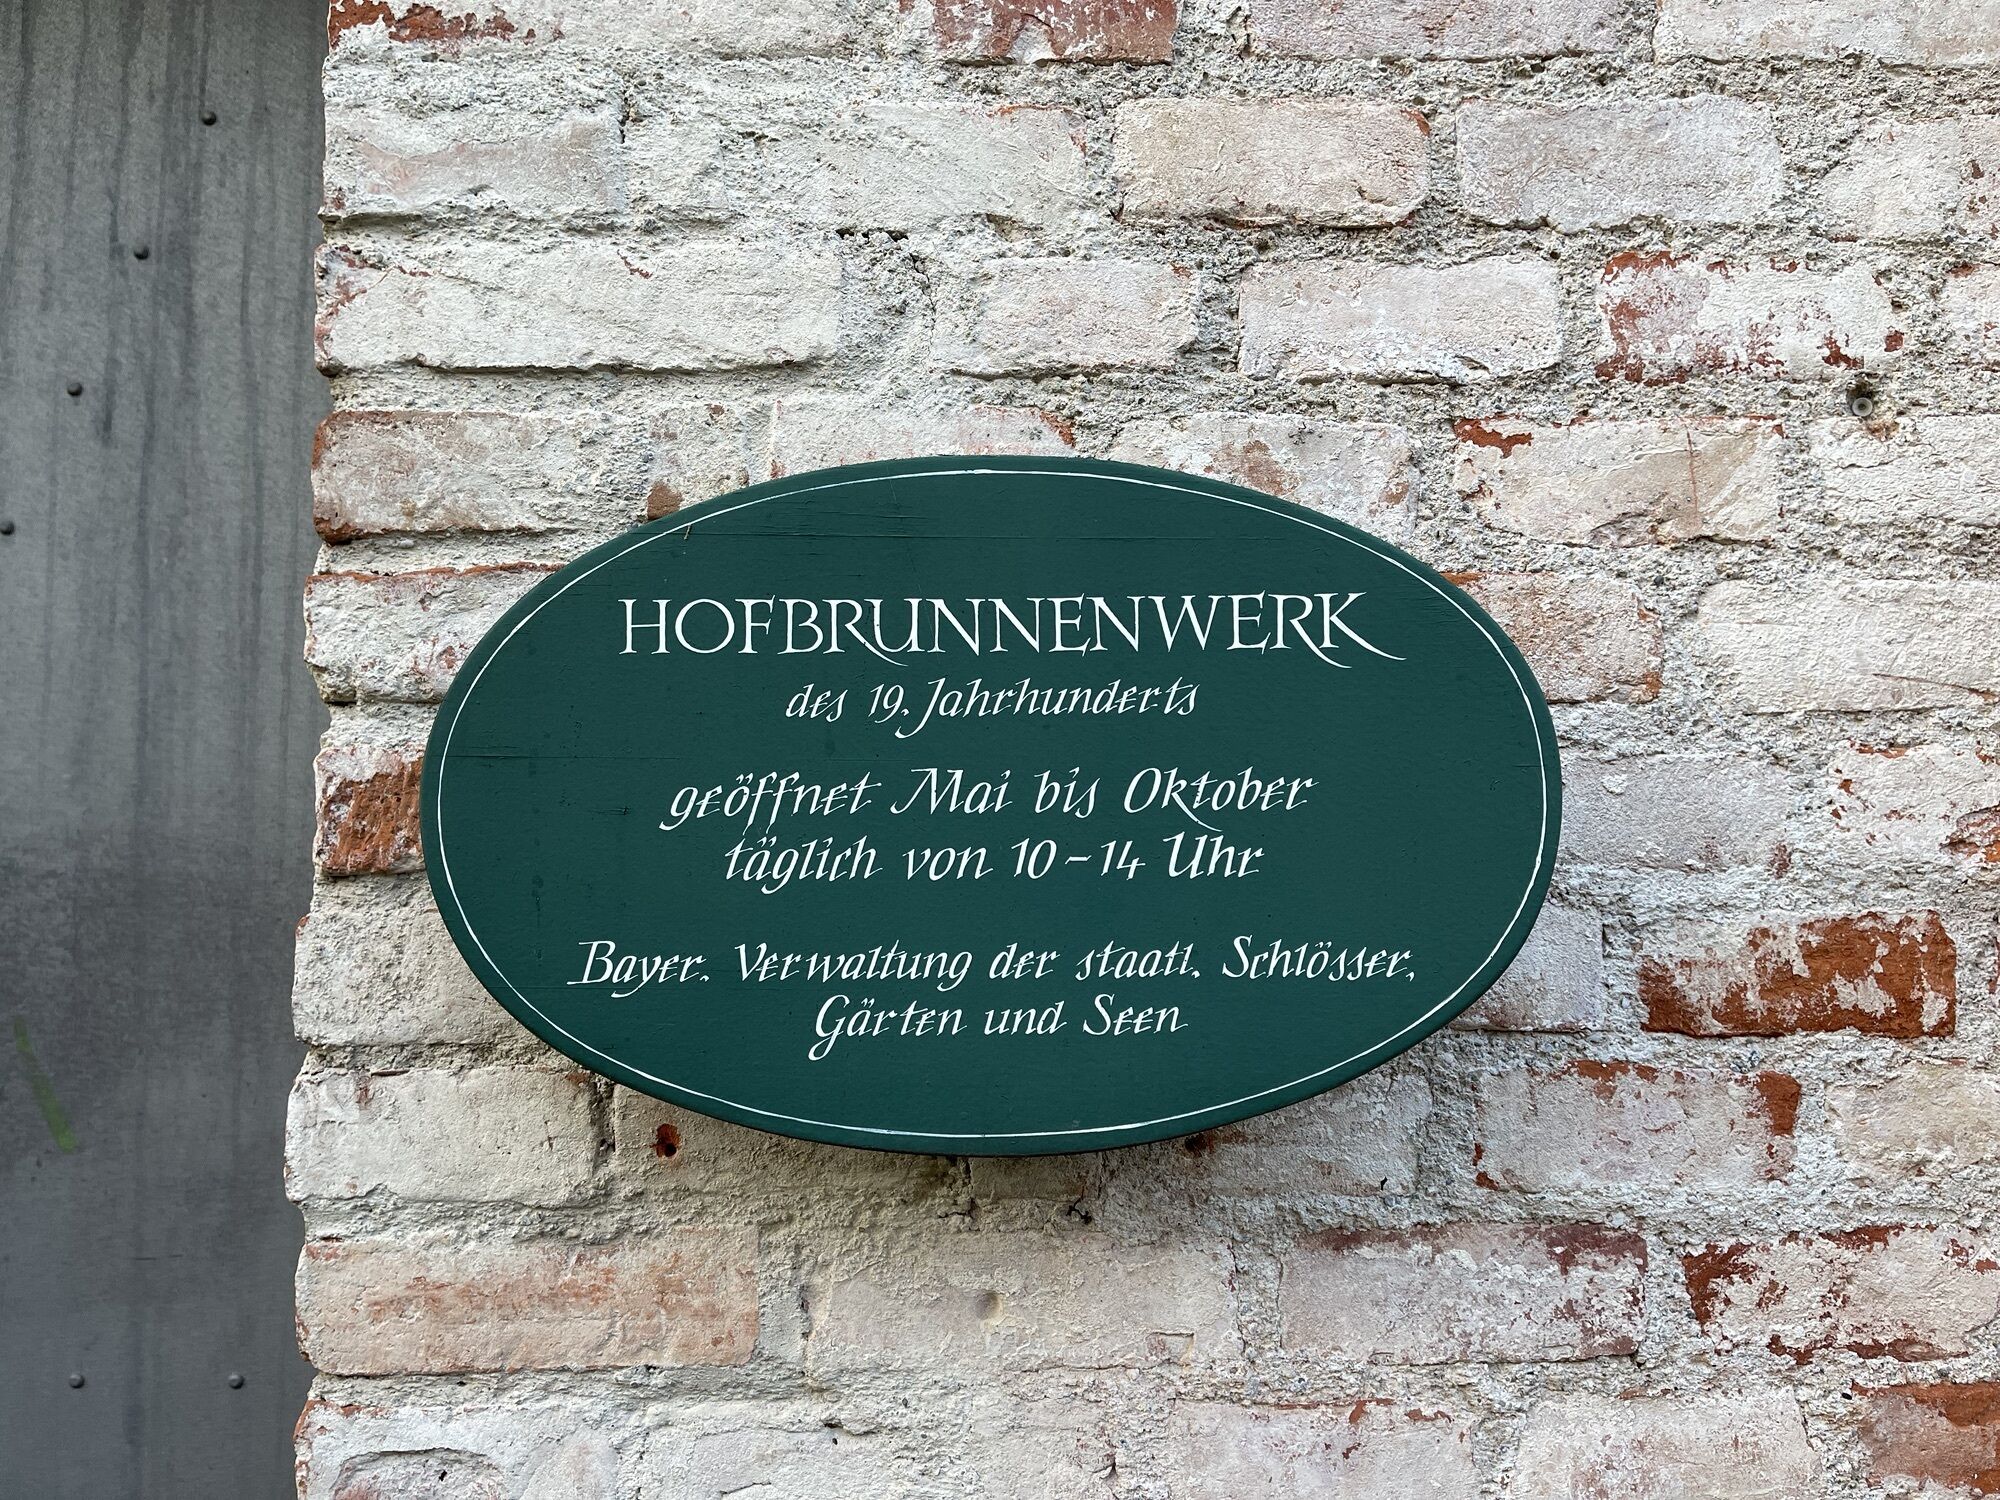 HOFBRUNNENWERK
des 19. Jahrhunderts
geöffnet Mai bis Oktober
täglich von 10-14 Uhr
Bayer. Verwaltung der staatl. Schlösser,
Gärten und Seen